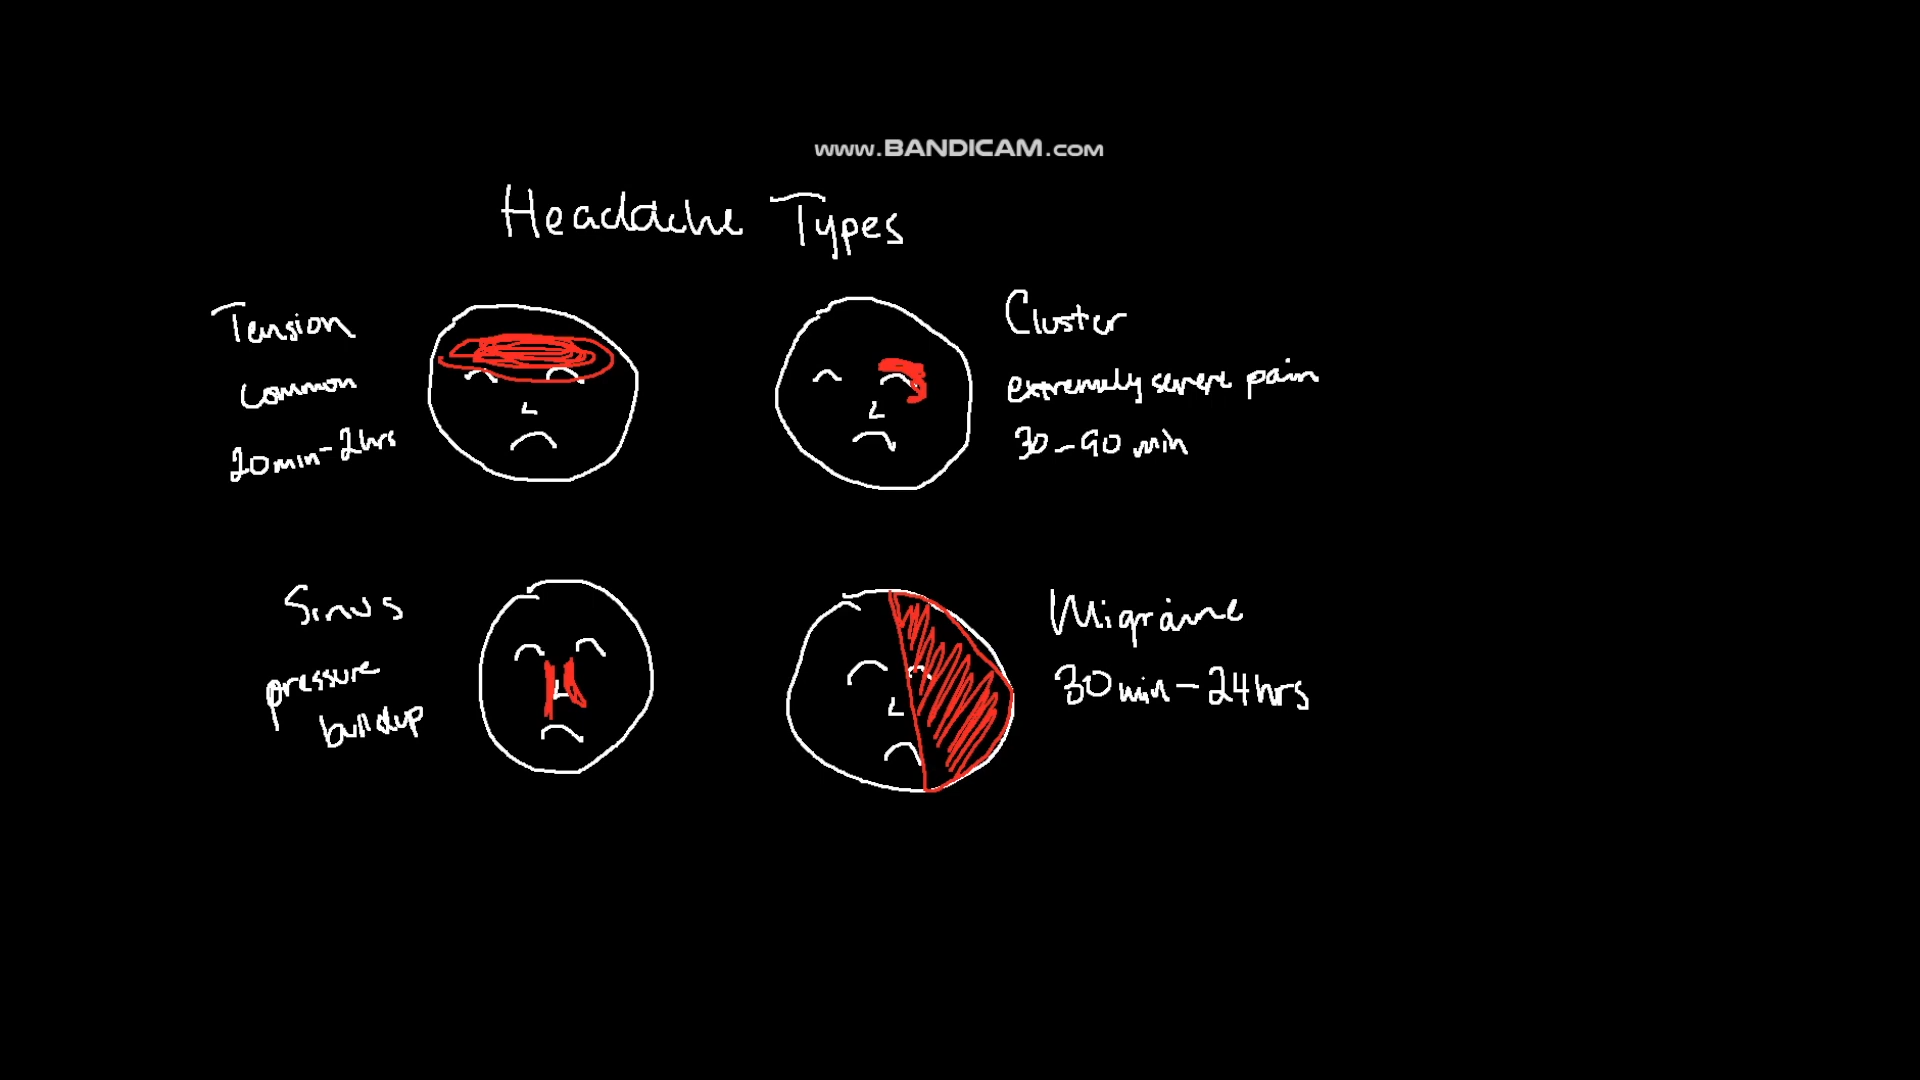 www.BANDICAM.com
Headache Types
Tension
common
20min-2hrs
Cluster
extremely severe pain
30-90 min
Sinus
pressure
buildup
Migraine
30min-24hrs